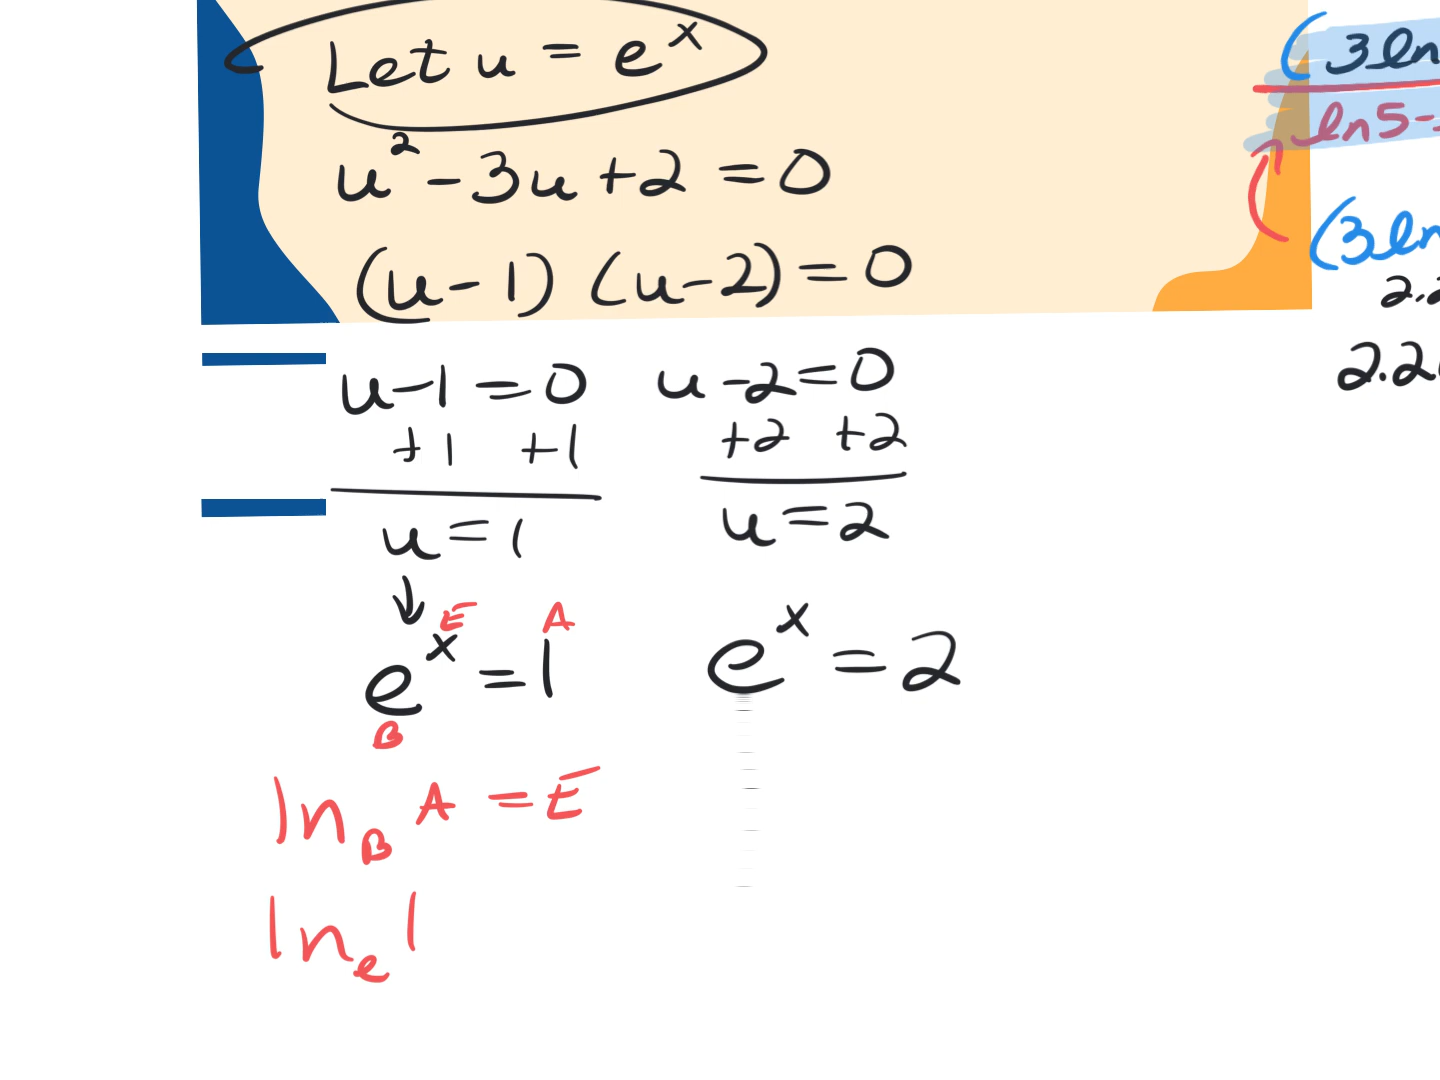 Let u = e^x
u² - 3u + 2 = 0
(u - 1) (u - 2) = 0
u - 1 = 0 u - 2 = 0
+1 +1 +2 +2
u = 1 u = 2
↓
E A
e^x = 1 e^x = 2
B
ln_B A = E
ln_e 1
(3ln
ln5-
(3ln
2.2